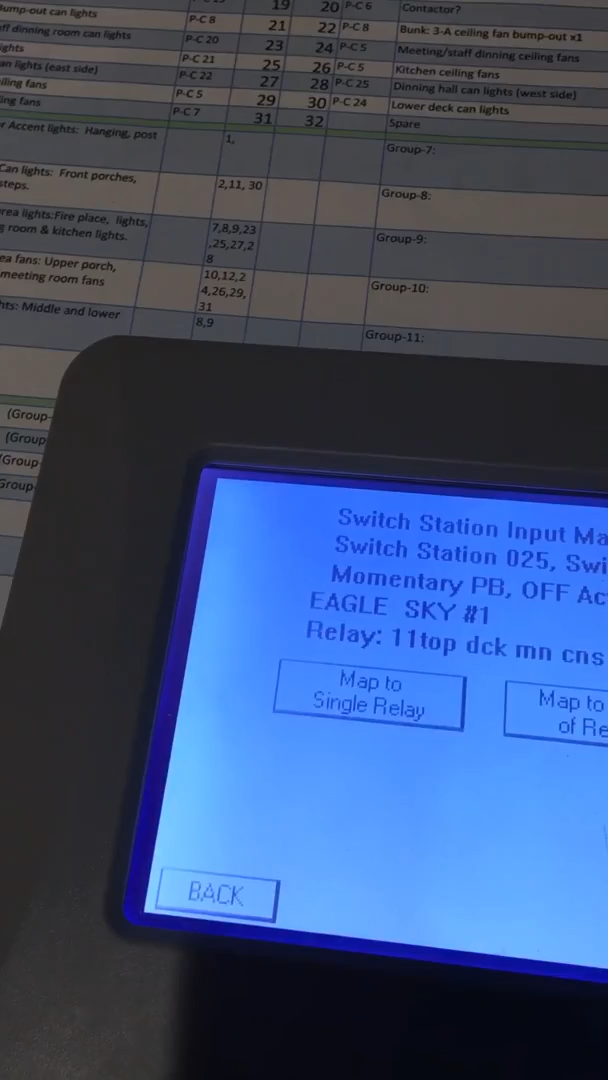 19 20 P-C 6 Contactor?
ump-out can lights P-C 8 21 22 P-C 8 Bunk: 3-A ceiling fan bump-out x1
ff dinning room can lights P-C 20 23 24 P-C 5 Meeting/staff dinning ceiling fans
ights P-C 21 25 26 P-C 5 Kitchen ceiling fans
an lights (east side) P-C 22 27 28 P-C 25 Dinning hall can lights (west side)
iling fans P-C 5 29 30 P-C 24 Lower deck can lights
ing fans P-C 7 31 32 Spare
r Accent lights: Hanging, post 1, Group-7:
Can lights: Front porches, 2,11, 30 Group-8:
steps.
rea lights:Fire place, lights, 7,8,9,23 Group-9:
g room & kitchen lights. ,25,27,2
8
ea fans: Upper porch, 10,12,2 Group-10:
meeting room fans 4,26,29,
31
hts: Middle and lower 8,9 Group-11:
(Group-
(Group
(Group
Group-
Switch Station Input Ma
Switch Station 025, Swi
Momentary PB, OFF Ac
EAGLE SKY #1
Relay: 11top dck mn cns
Map to
Single Relay
Map to
of Re
BACK